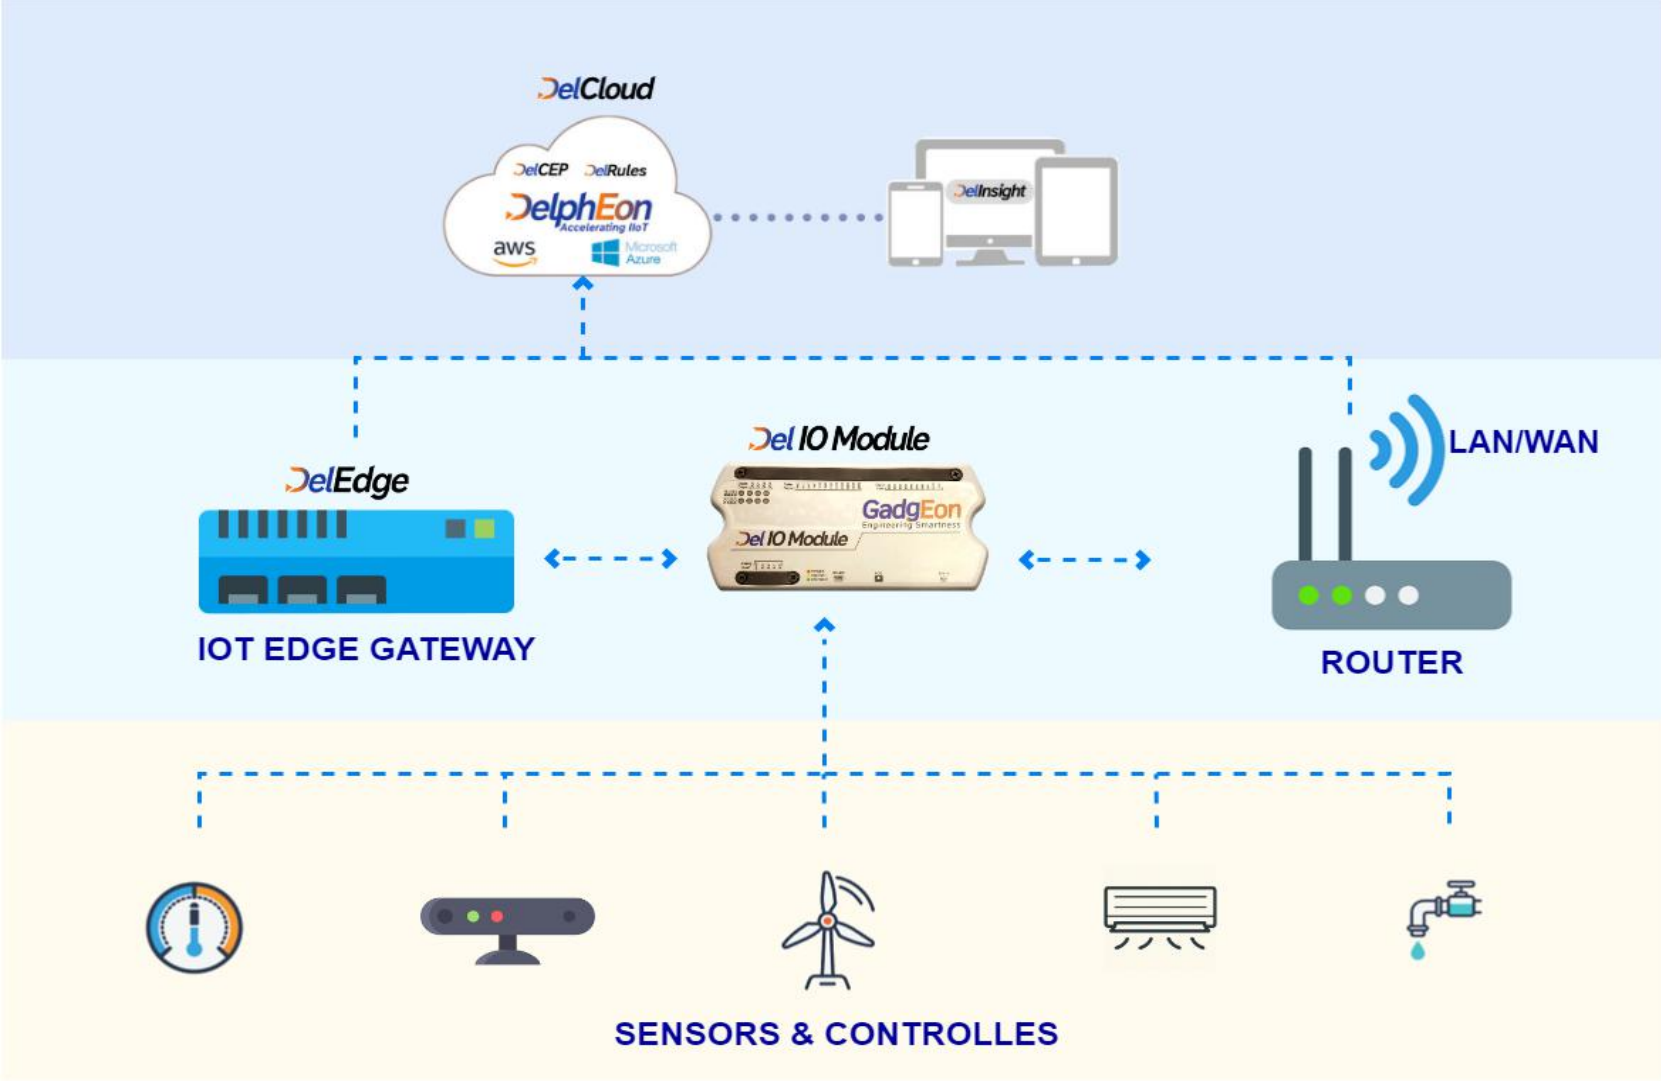 DelCloud
DelCEP DelRules
DelphEon
Accelerating IIoT
aws
Microsoft
Azure
DelInsight
Del IO Module
LAN/WAN
DelEdge
GadgEon
Engineering Smartness
Del IO Module
IOT EDGE GATEWAY
ROUTER
SENSORS & CONTROLLES